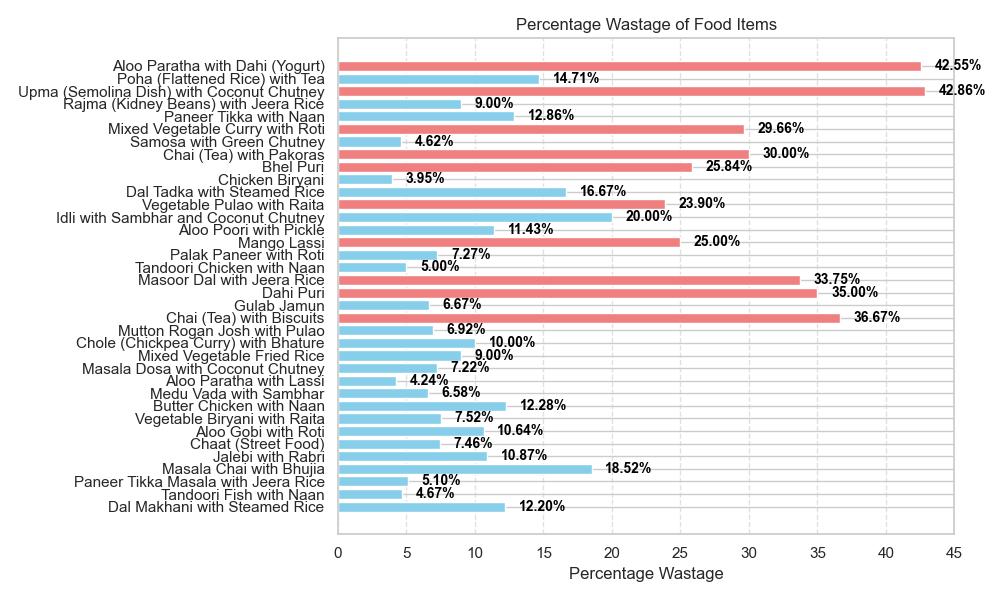 Percentage Wastage of Food Items
Aloo Paratha with Dahi (Yogurt) 42.55%
Poha (Flattened Rice) with Tea 14.71%
Upma (Semolina Dish) with Coconut Chutney 42.86%
Rajma (Kidney Beans) with Jeera Rice 9.00%
Paneer Tikka with Naan 12.86%
Mixed Vegetable Curry with Roti 29.66%
Samosa with Green Chutney 4.62%
Chai (Tea) with Pakoras 30.00%
Bhel Puri 25.84%
Chicken Biryani 3.95%
Dal Tadka with Steamed Rice 16.67%
Vegetable Pulao with Raita 23.90%
Idli with Sambhar and Coconut Chutney 20.00%
Aloo Poori with Pickle 11.43%
Mango Lassi 25.00%
Palak Paneer with Roti 7.27%
Tandoori Chicken with Naan 5.00%
Masoor Dal with Jeera Rice 33.75%
Dahi Puri 35.00%
Gulab Jamun 6.67%
Chai (Tea) with Biscuits 36.67%
Mutton Rogan Josh with Pulao 6.92%
Chole (Chickpea Curry) with Bhature 10.00%
Mixed Vegetable Fried Rice 9.00%
Masala Dosa with Coconut Chutney 7.22%
Aloo Paratha with Lassi 4.24%
Medu Vada with Sambhar 6.58%
Butter Chicken with Naan 12.28%
Vegetable Biryani with Raita 7.52%
Aloo Gobi with Roti 10.64%
Chaat (Street Food) 7.46%
Jalebi with Rabri 10.87%
Masala Chai with Bhujia 18.52%
Paneer Tikka Masala with Jeera Rice 5.10%
Tandoori Fish with Naan 4.67%
Dal Makhani with Steamed Rice 12.20%
0 5 10 15 20 25 30 35 40 45
Percentage Wastage